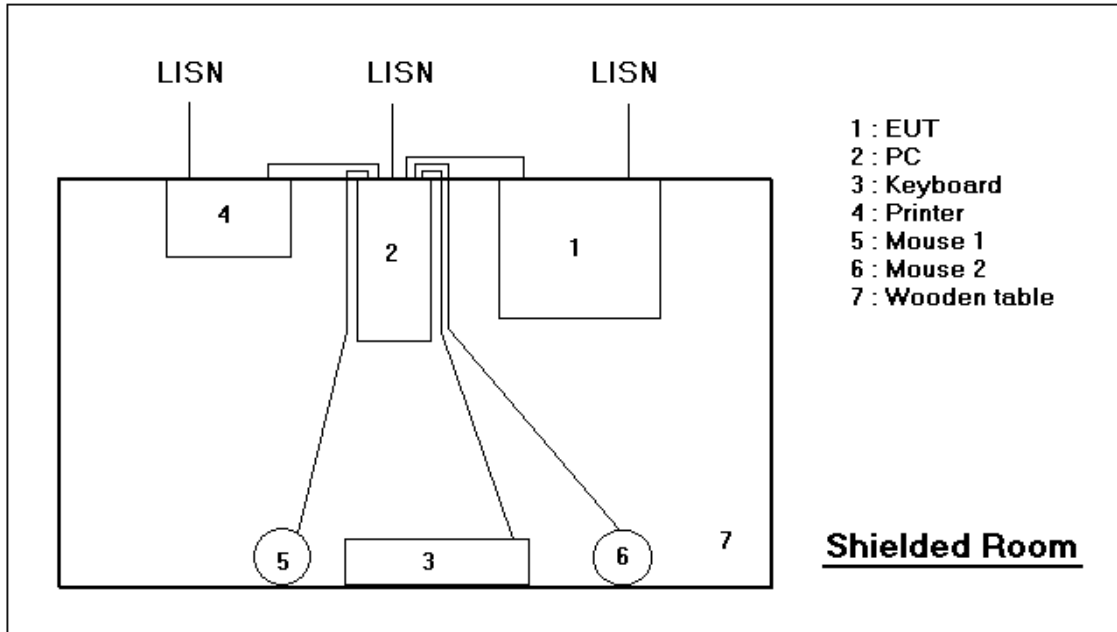 LISN LISN LISN
1 : EUT
2 : PC
3 : Keyboard
4 : Printer
5 : Mouse 1
6 : Mouse 2
7 : Wooden table
4
2
1
5
3
6
7
Shielded Room